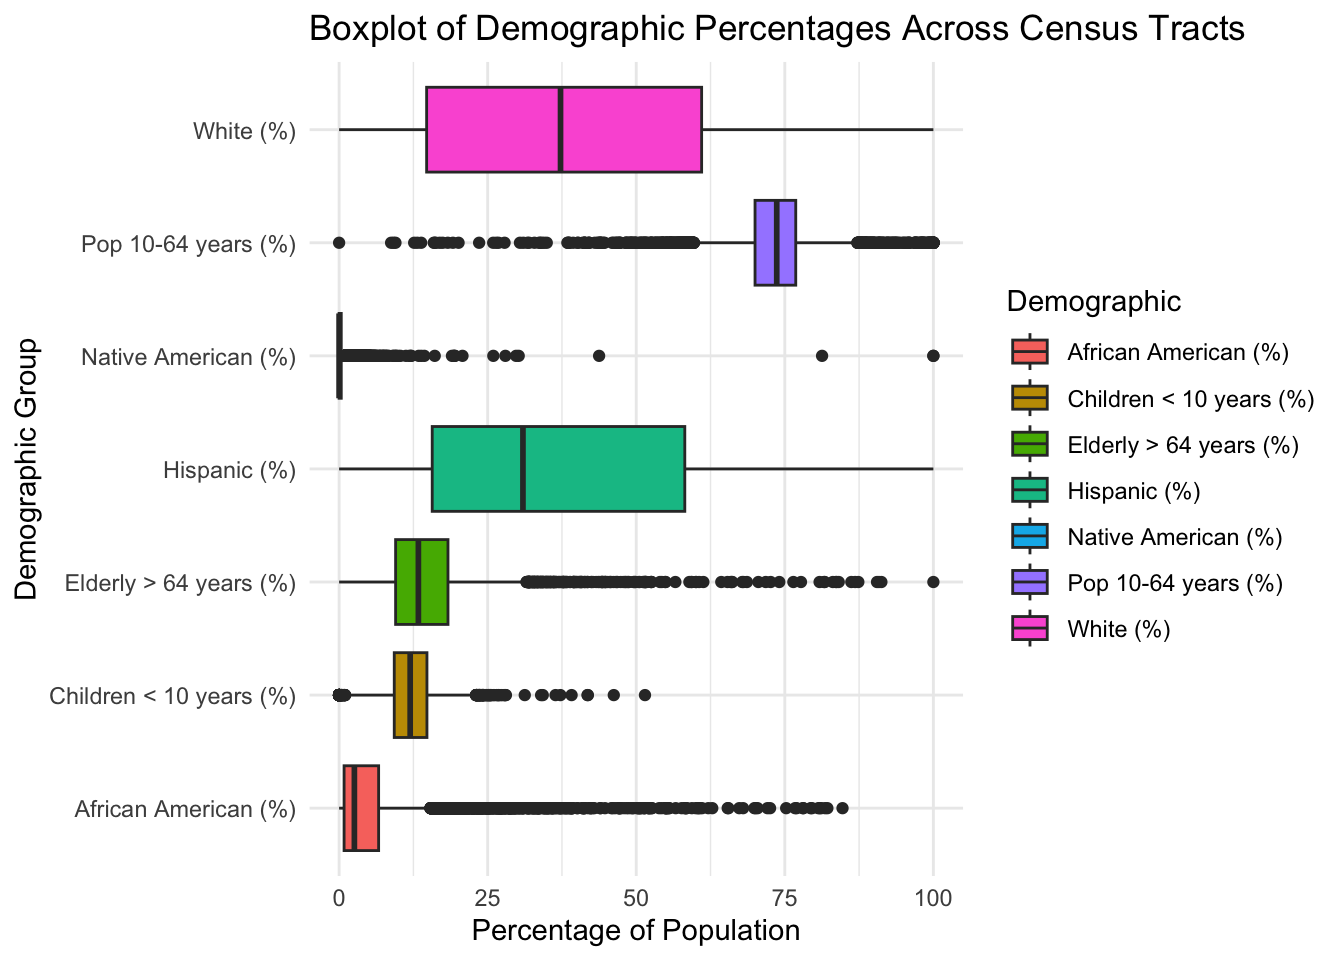 Boxplot of Demographic Percentages Across Census Tracts
Demographic Group
White (%)
Pop 10-64 years (%)
Native American (%)
Hispanic (%)
Elderly > 64 years (%)
Children < 10 years (%)
African American (%)
0 25 50 75 100
Percentage of Population
Demographic
African American (%)
Children < 10 years (%)
Elderly > 64 years (%)
Hispanic (%)
Native American (%)
Pop 10-64 years (%)
White (%)